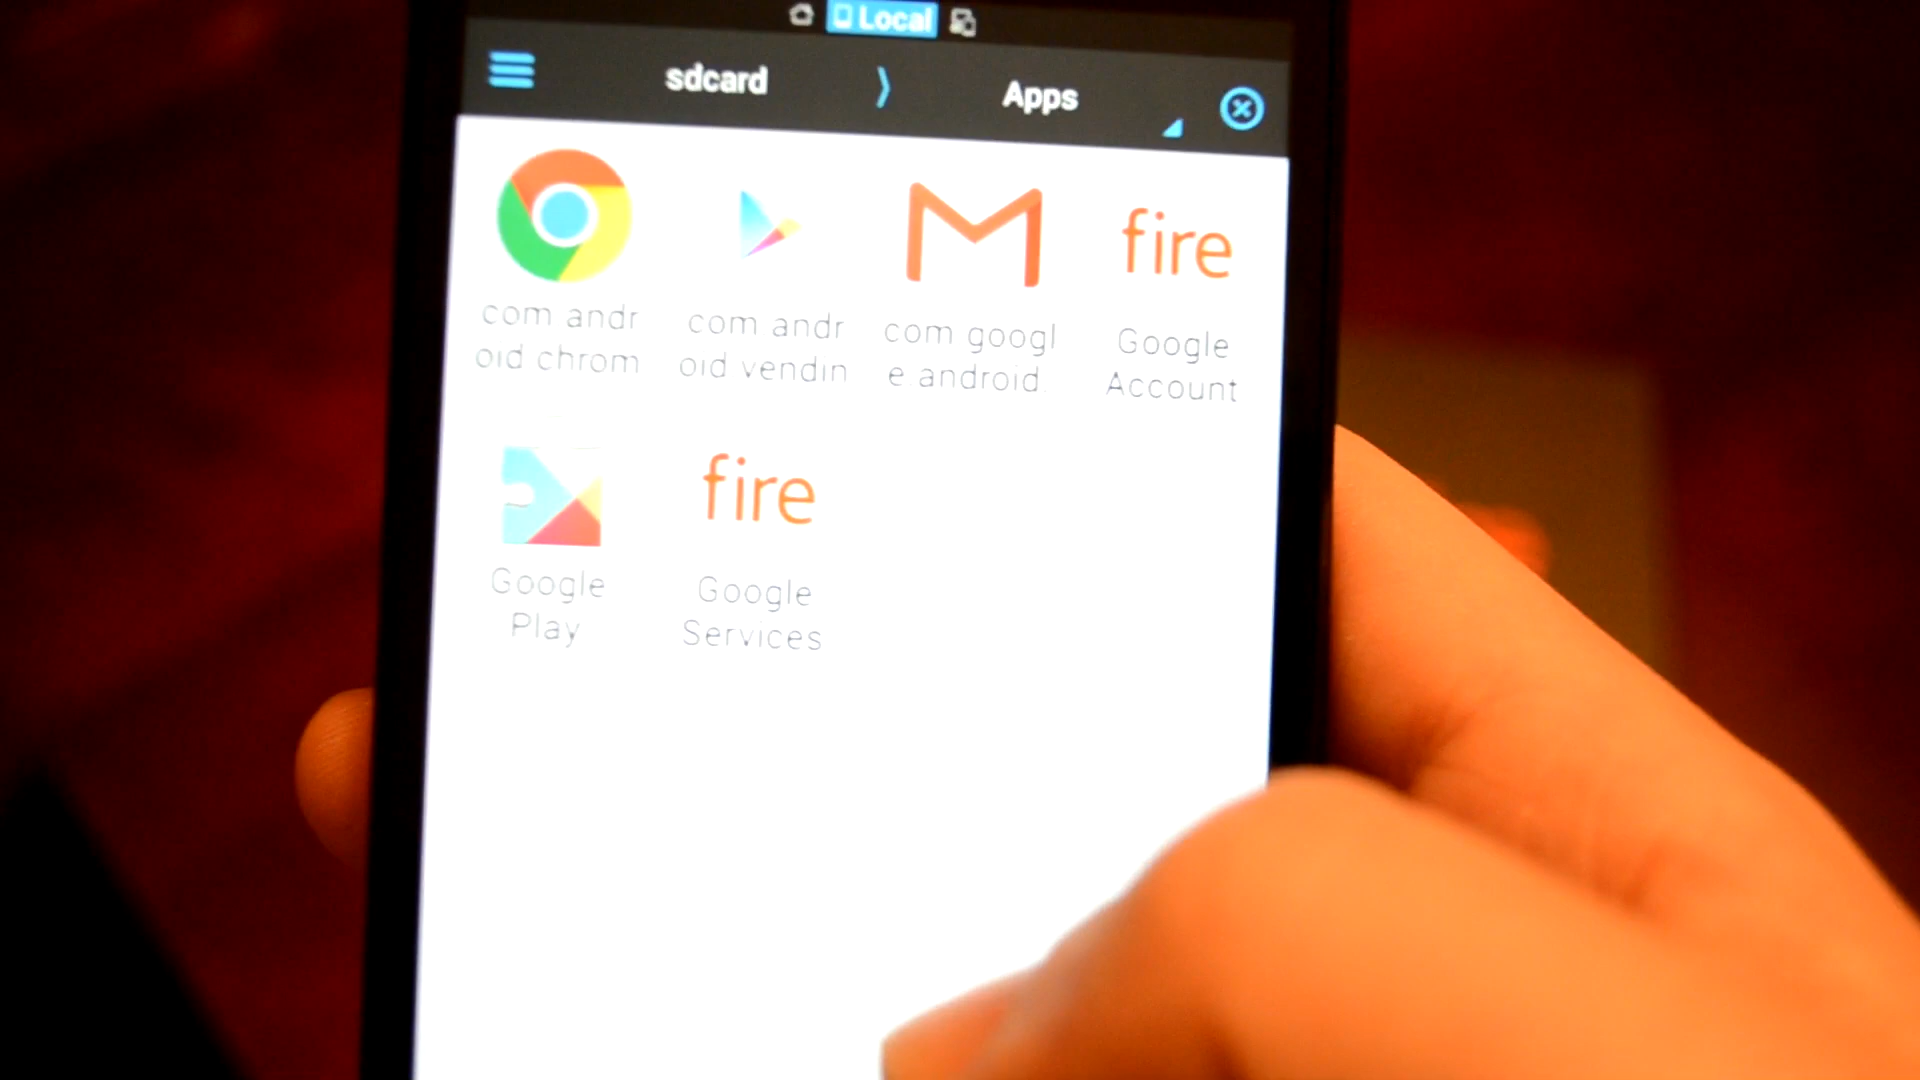 Local
sdcard
Apps
com andr
oid chrom
com andr
oid vendin
com googl
e.android.
fire
Google
Account
Google
Play
fire
Google
Services